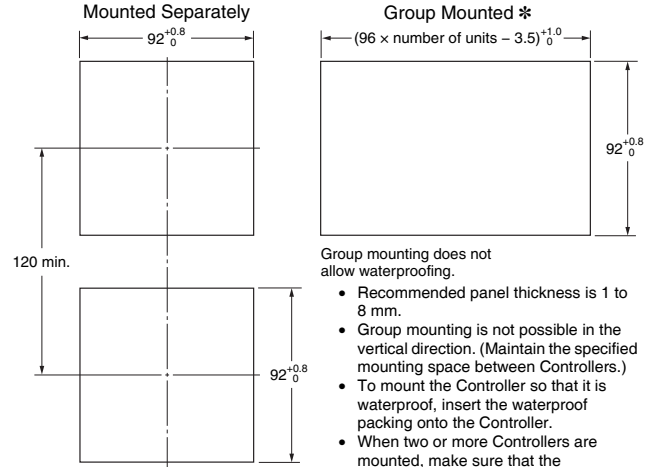 Mounted Separately
92 +0.8 0
120 min.
92 +0.8 0
Group Mounted ✻
(96 × number of units − 3.5) +1.0 0
92 +0.8 0
Group mounting does not
allow waterproofing.
• Recommended panel thickness is 1 to
8 mm.
• Group mounting is not possible in the
vertical direction. (Maintain the specified
mounting space between Controllers.)
• To mount the Controller so that it is
waterproof, insert the waterproof
packing onto the Controller.
• When two or more Controllers are
mounted, make sure that the